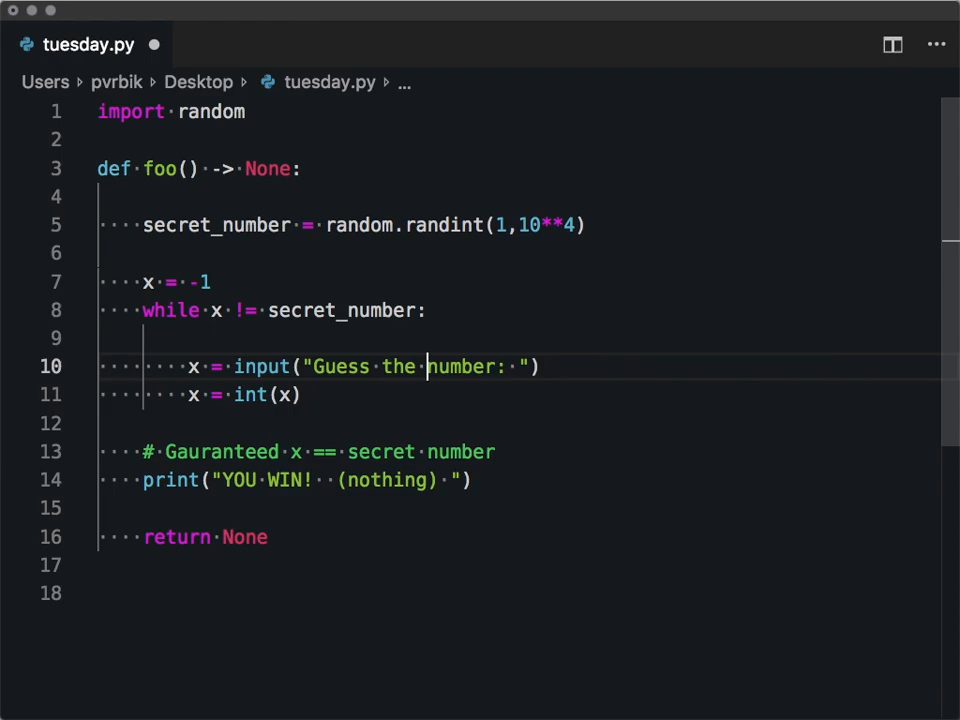 tuesday.py
Users pvrbik Desktop tuesday.py ...
1 import random
2
3 def foo() -> None:
4
5 secret_number = random.randint(1,10**4)
6
7 x = -1
8 while x != secret_number:
9
10 x = input("Guess the number: ")
11 x = int(x)
12
13 # Gauranteed x == secret number
14 print("YOU WIN!  (nothing) ")
15
16 return None
17
18